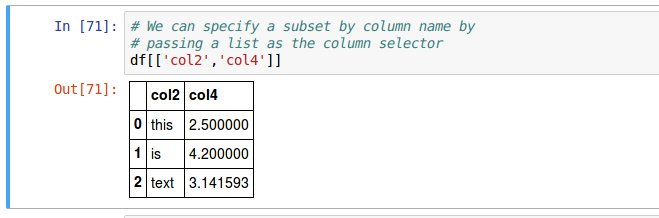 In [71]: # We can specify a subset by column name by
# passing a list as the column selector
df[['col2','col4']]
Out[71]:
col2 col4
0 this 2.500000
1 is 4.200000
2 text 3.141593